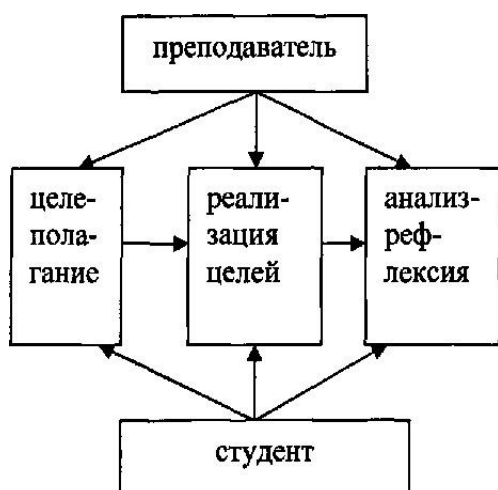 преподаватель
целе-
пола-
гание
реали-
зация
целей
анализ-
реф-
лексия
студент